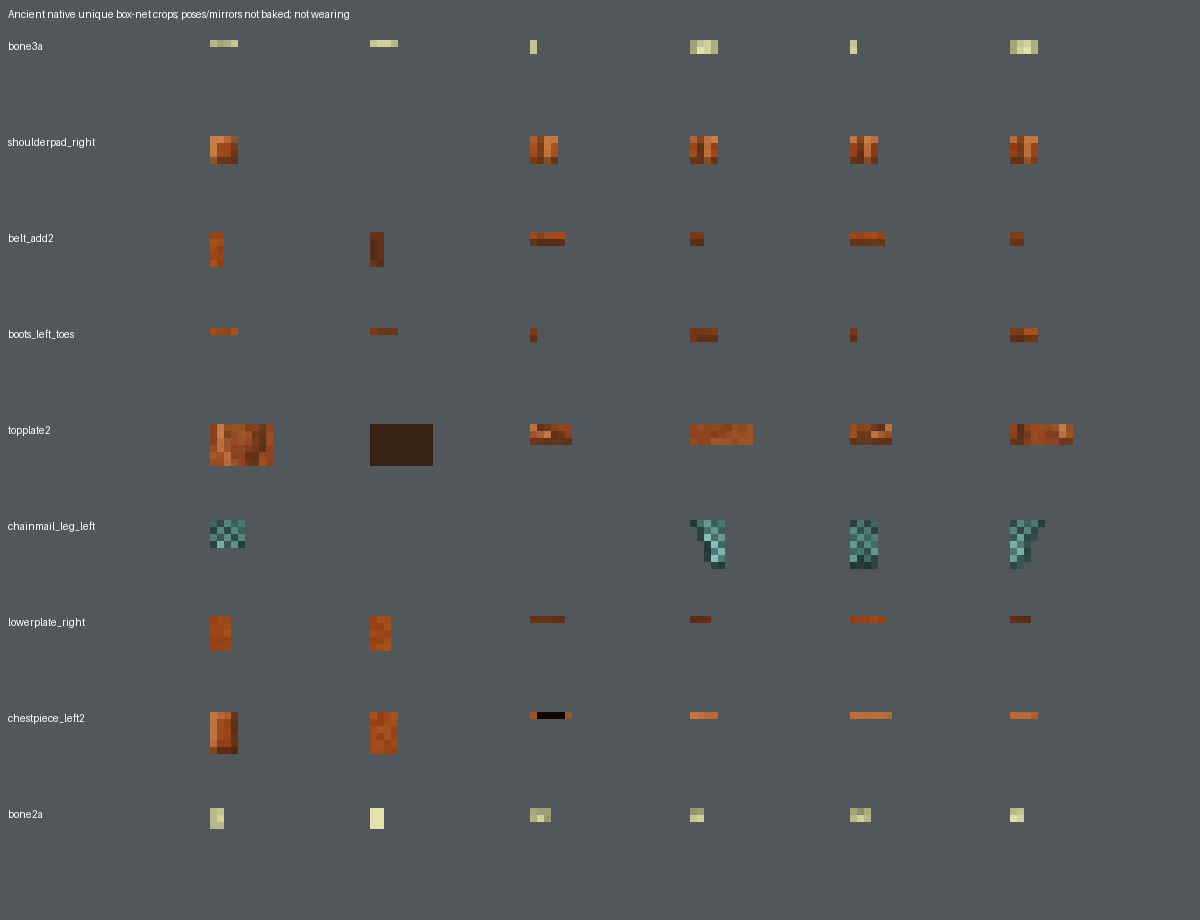 Ancient native unique box-net crops; poses/mirrors not baked; not wearing
bone3a
shoulderpad_right
belt_add2
boots_left_toes
topplate2
chainmail_leg_left
lowerplate_right
chestpiece_left2
bone2a